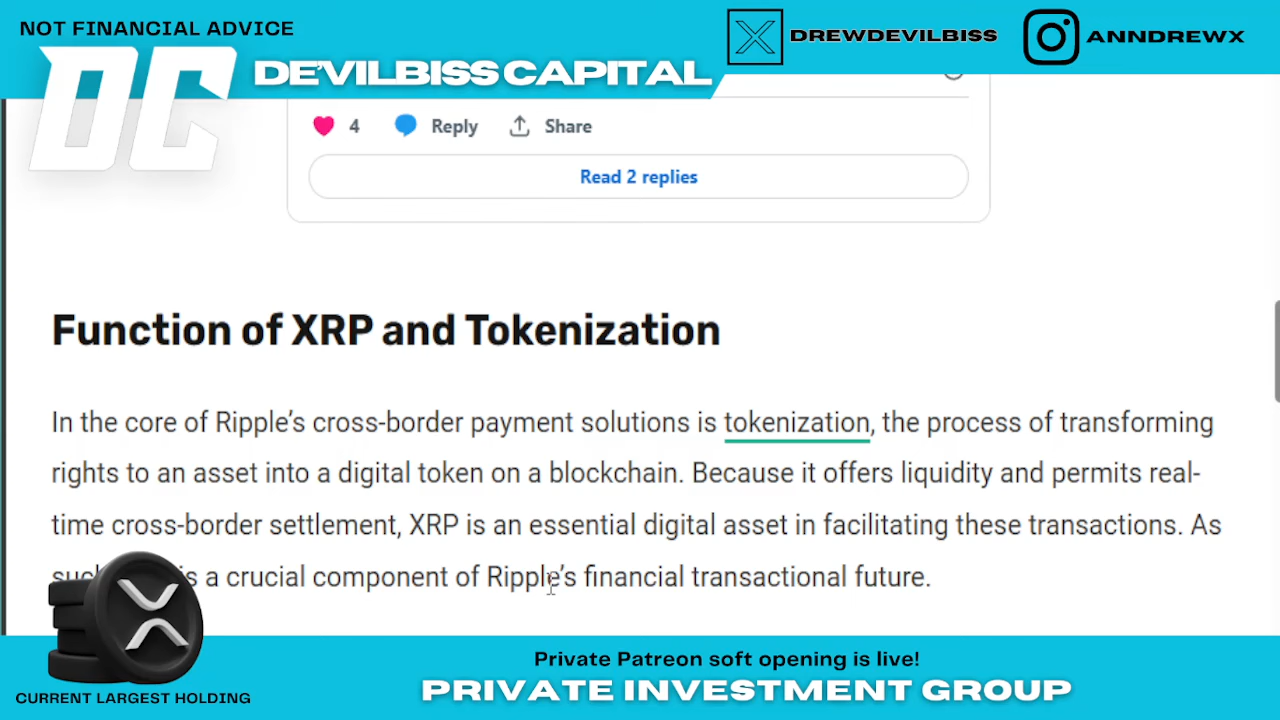 NOT FINANCIAL ADVICE
DC
DE'VILBISS CAPITAL
DREWDEVILBISS
ANNDREWX
4 Reply Share
Read 2 replies
Function of XRP and Tokenization
In the core of Ripple's cross-border payment solutions is tokenization, the process of transforming
rights to an asset into a digital token on a blockchain. Because it offers liquidity and permits real-
time cross-border settlement, XRP is an essential digital asset in facilitating these transactions. As
a crucial component of Ripple's financial transactional future.
CURRENT LARGEST HOLDING
Private Patreon soft opening is live!
PRIVATE INVESTMENT GROUP